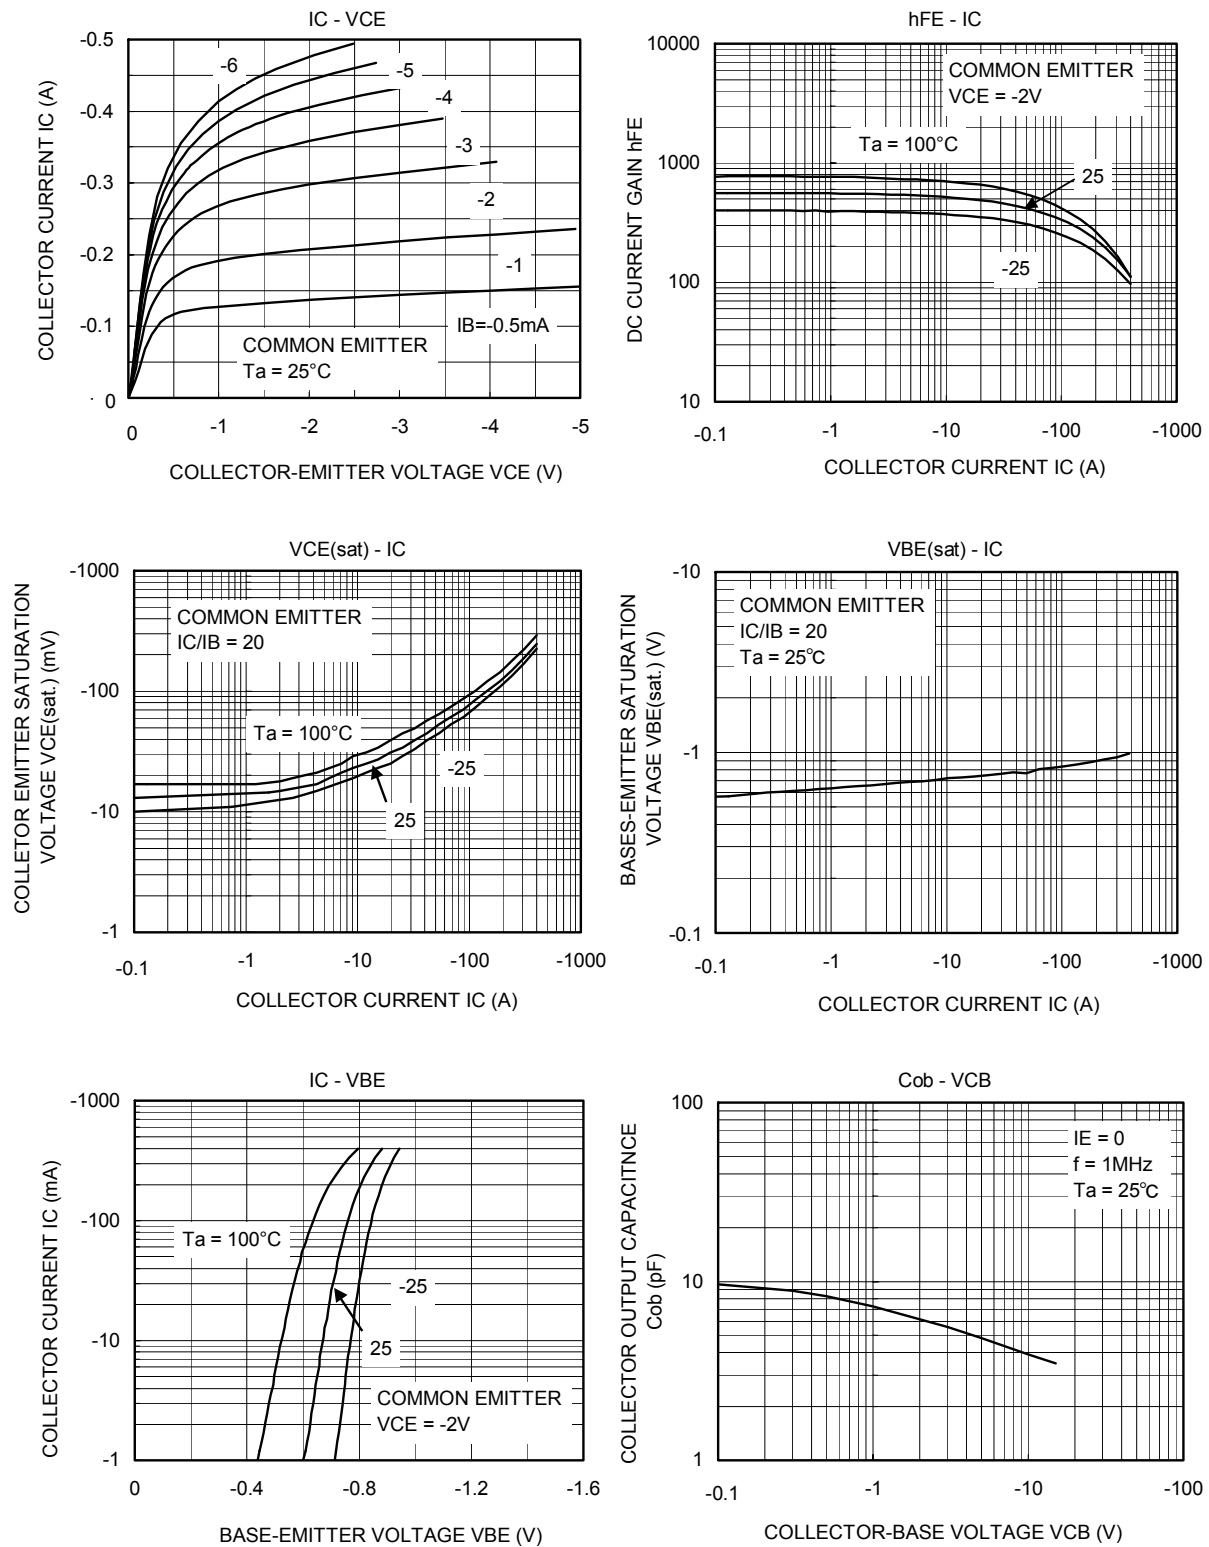 IC - VCE
-0.5
-0.4
-0.3
-0.2
-0.1
0
COLLECTOR CURRENT IC (A)
-6
-5
-4
-3
-2
-1
IB=-0.5mA
COMMON EMITTER
Ta = 25°C
0 -1 -2 -3 -4 -5
COLLECTOR-EMITTER VOLTAGE VCE (V)
hFE - IC
10000
1000
100
10
DC CURRENT GAIN hFE
COMMON EMITTER
VCE = -2V
Ta = 100°C
25
-25
-0.1 -1 -10 -100 -1000
COLLECTOR CURRENT IC (A)
VCE(sat) - IC
-1000
-100
-10
-1
COLLETOR EMITTER SATURATION
VOLTAGE VCE(sat.) (mV)
COMMON EMITTER
IC/IB = 20
Ta = 100°C
-25
25
-0.1 -1 -10 -100 -1000
COLLECTOR CURRENT IC (A)
VBE(sat) - IC
-10
-1
-0.1
BASES-EMITTER SATURATION
VOLTAGE VBE(sat.) (V)
COMMON EMITTER
IC/IB = 20
Ta = 25℃
-0.1 -1 -10 -100 -1000
COLLECTOR CURRENT IC (A)
IC - VBE
-1000
-100
-10
-1
COLLECTOR CURRENT IC (mA)
Ta = 100°C
-25
25
COMMON EMITTER
VCE = -2V
0 -0.4 -0.8 -1.2 -1.6
BASE-EMITTER VOLTAGE VBE (V)
Cob - VCB
100
10
1
COLLECTOR OUTPUT CAPACITNCE
Cob (pF)
IE = 0
f = 1MHz
Ta = 25℃
-0.1 -1 -10 -100
COLLECTOR-BASE VOLTAGE VCB (V)